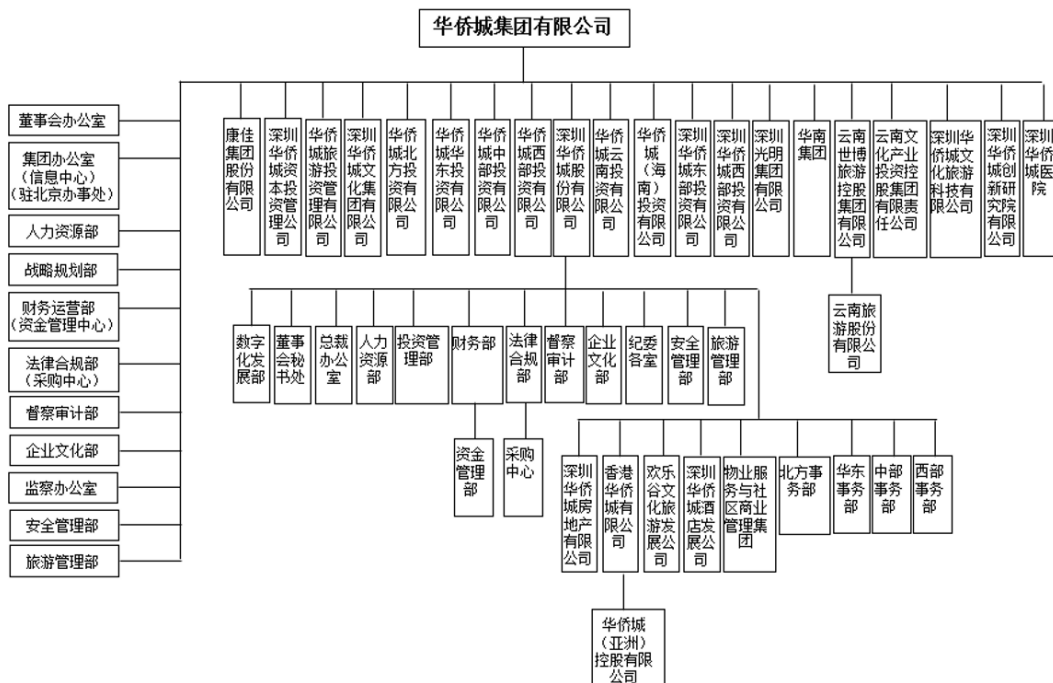 华侨城集团有限公司
董事会办公室
集团办公室
（信息中心）
（驻北京办事处）
人力资源部
战略规划部
财务运营部
（资金管理中心）
法律合规部
（采购中心）
督察审计部
企业文化部
监察办公室
安全管理部
旅游管理部
康佳集团股份有限公司
深圳华侨城资本投资管理公司
华侨城旅游投资管理有限公司
深圳华侨城文化集团有限公司
华侨城北方投资有限公司
华侨城华东投资有限公司
华侨城中部投资有限公司
华侨城西部投资有限公司
深圳华侨城股份有限公司
华侨城云南投资有限公司
华侨城（海南）投资有限公司
深圳华侨城东部投资有限公司
深圳华侨城西部投资有限公司
深圳光明集团有限公司
华南集团
云南世博旅游控股集团有限公司
云南文化产业投资控股集团有限责任公司
深圳华侨城文化旅游科技有限公司
深圳华侨城创新研究院有限公司
深圳华侨城医院
云南旅游股份有限公司
数字化发展部
董事会秘书处
总裁办公室
人力资源部
投资管理部
财务部
法律合规部
督察审计部
企业文化部
纪委各室
安全管理部
旅游管理部
资金管理部
采购中心
深圳华侨城房地产有限公司
香港华侨城有限公司
欢乐谷文化旅游发展公司
深圳华侨城酒店发展公司
物业服务与社区商业管理集团
北方事务部
华东事务部
中部事务部
西部事务部
华侨城（亚洲）控股有限公司